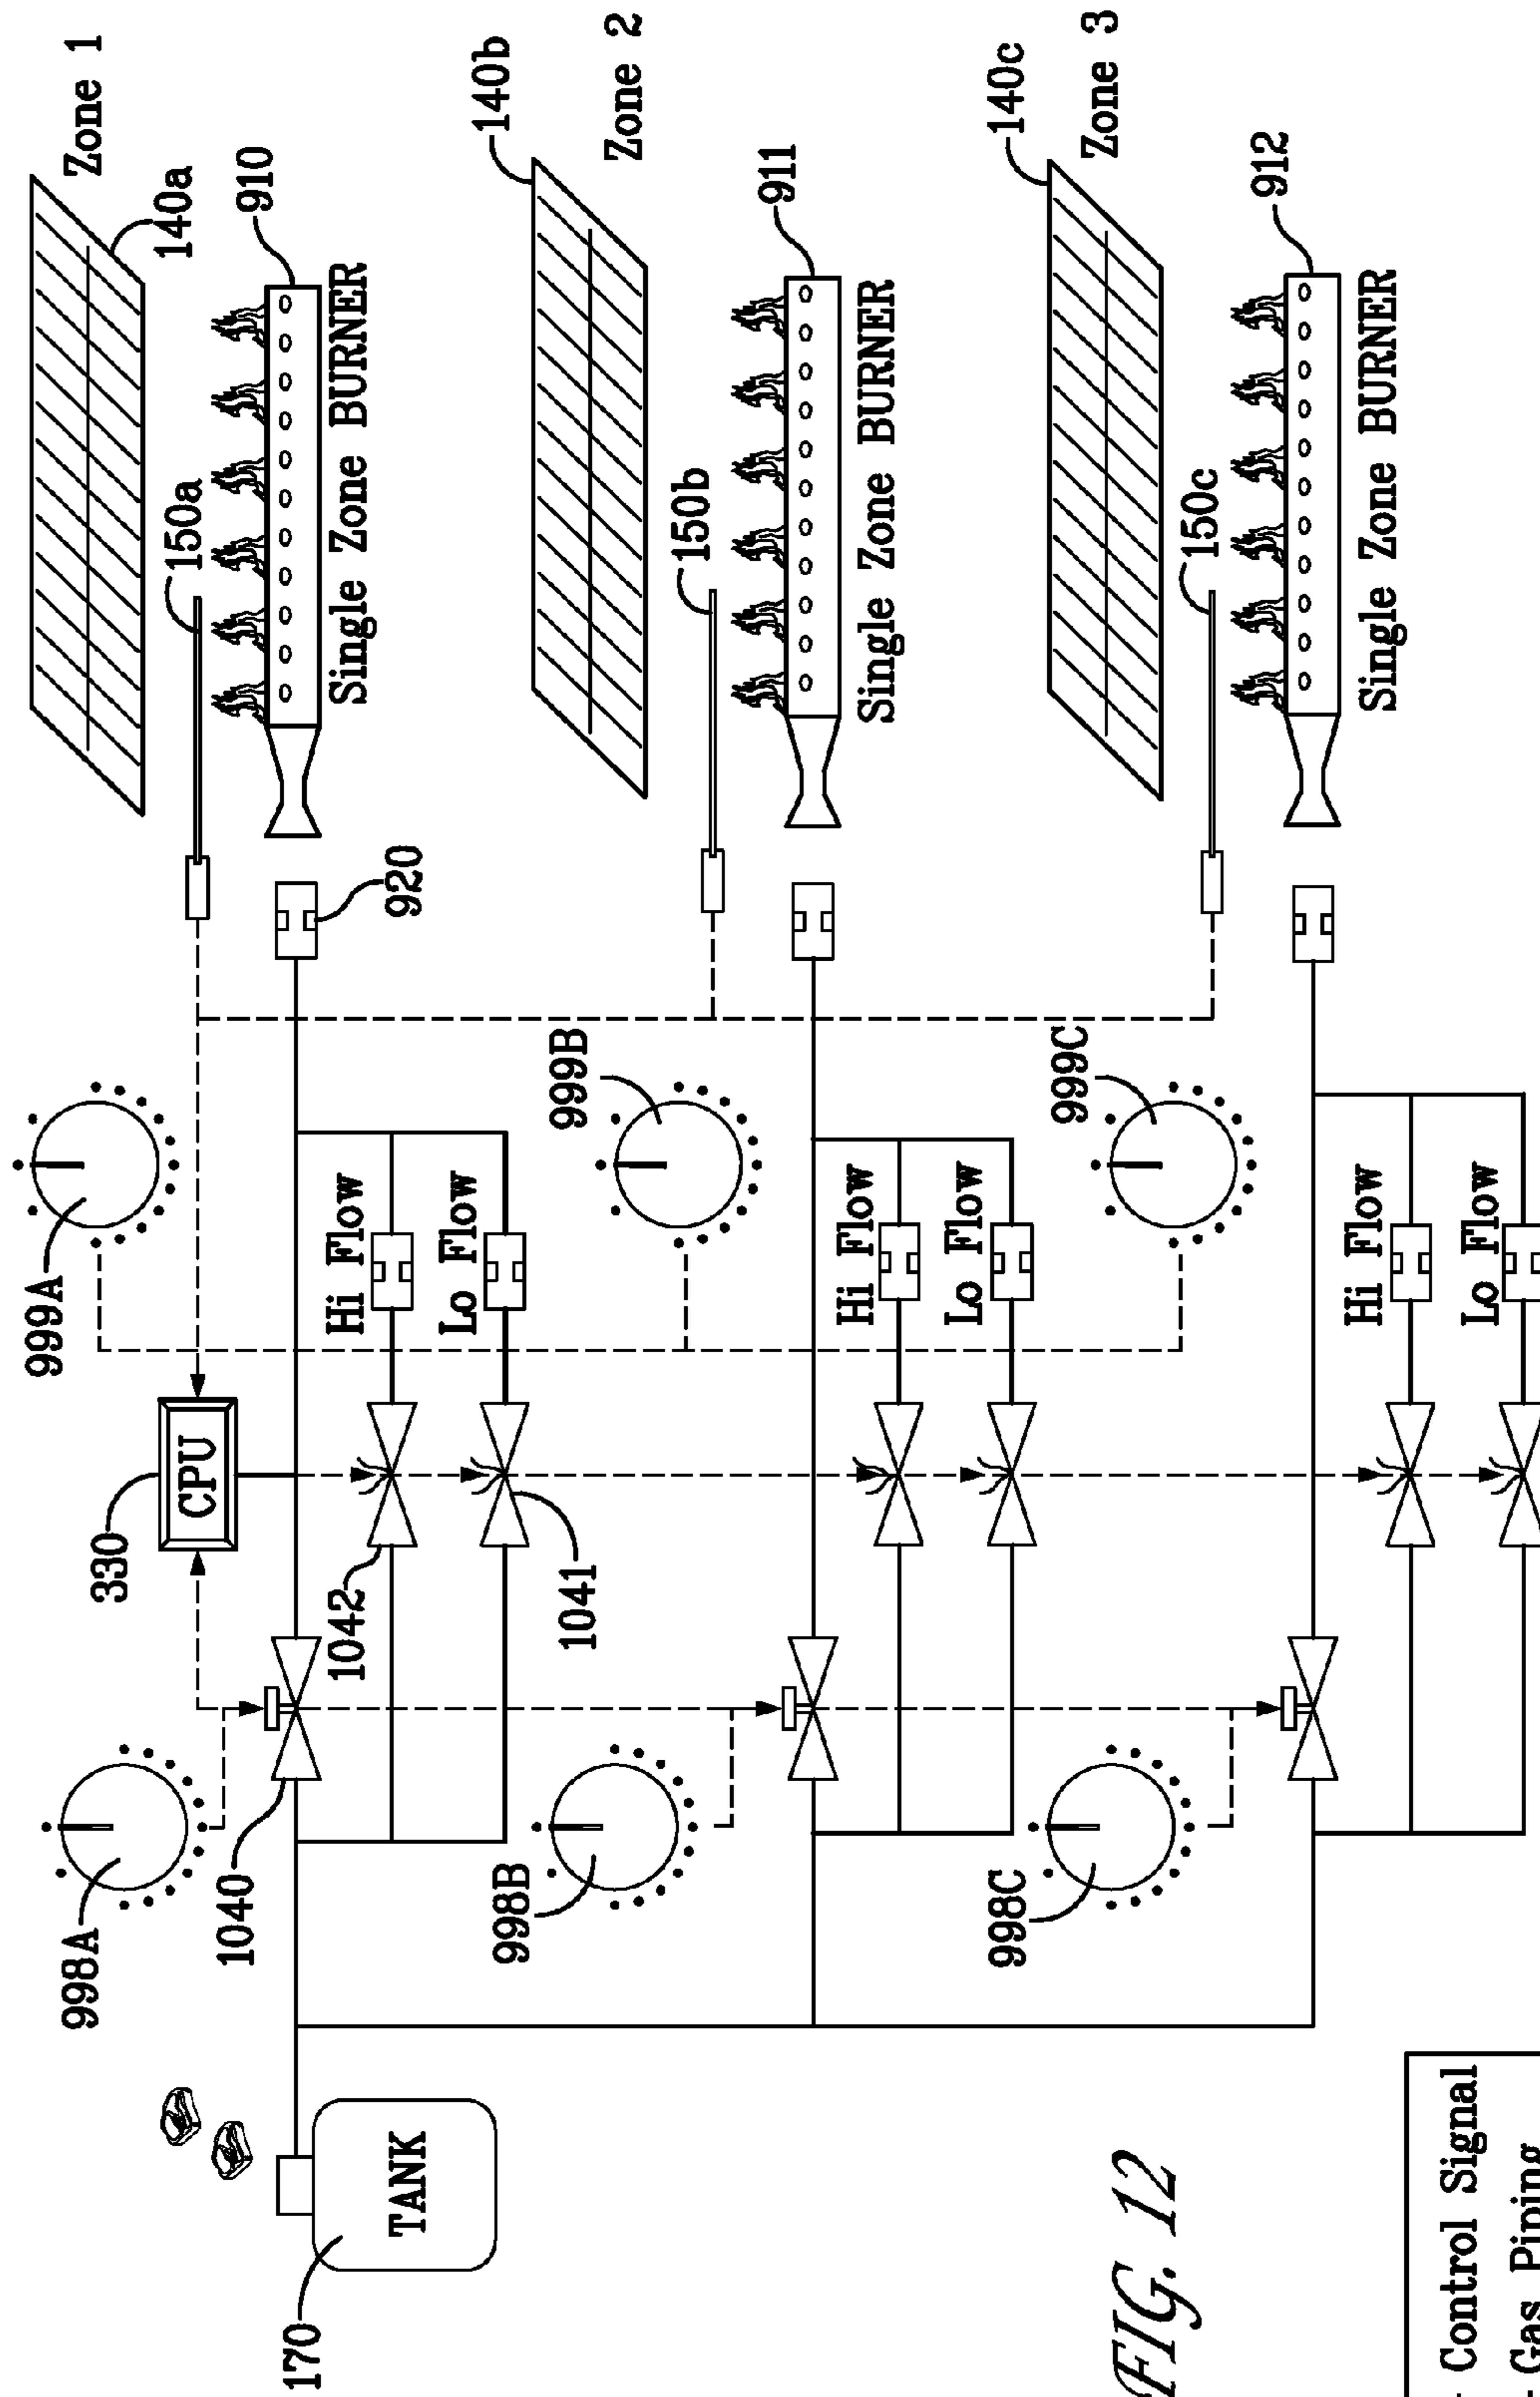 Zone 1
140a
910
150a
Single Zone BURNER
920
999A
330
CPU
Hi Flow
Lo Flow
1042
1041
998A
1040
Zone 2
140b
911
150b
Single Zone BURNER
999B
Hi Flow
Lo Flow
998B
Zone 3
140c
912
150c
Single Zone BURNER
999C
Hi Flow
Lo Flow
998C
TANK
170
FIG. 12
Control Signal
Gas Piping